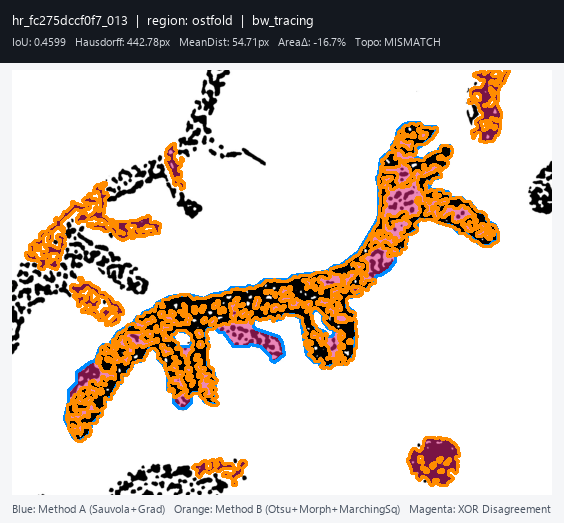 hr_fc275dccf0f7_013 | region: ostfold | bw_tracing
IoU: 0.4599 Hausdorff: 442.78px MeanDist: 54.71px AreaΔ: -16.7% Topo: MISMATCH
Blue: Method A (Sauvola+Grad) Orange: Method B (Otsu+Morph+MarchingSq) Magenta: XOR Disagreement